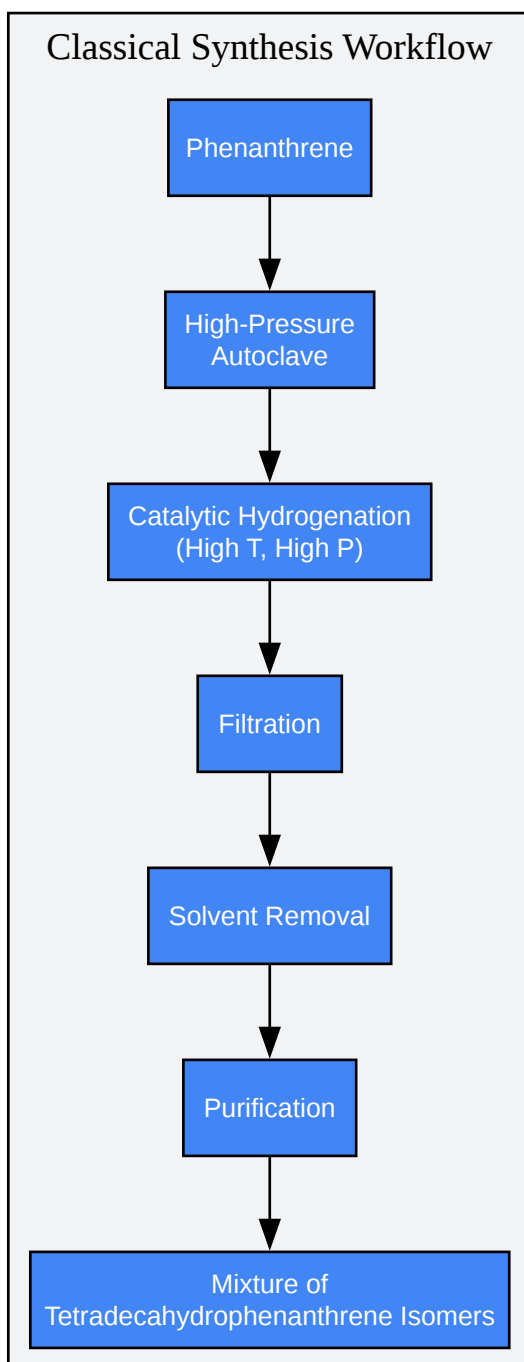 Classical Synthesis Workflow
Phenanthrene
High-Pressure
Autoclave
Catalytic Hydrogenation
(High T, High P)
Filtration
Solvent Removal
Purification
Mixture of
Tetradecahydrophenanthrene Isomers